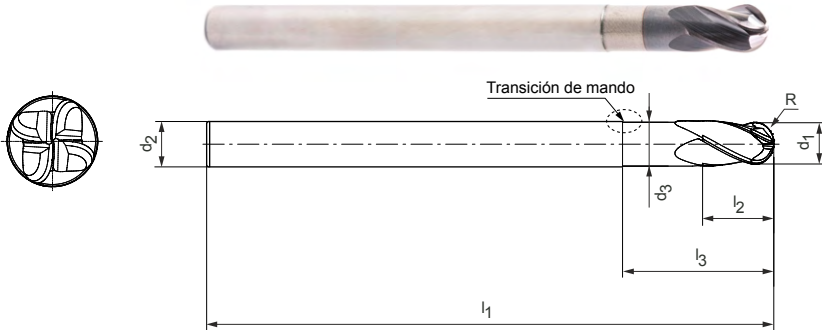 Transición de mando
R
d2
d1
d3
l2
l3
l1